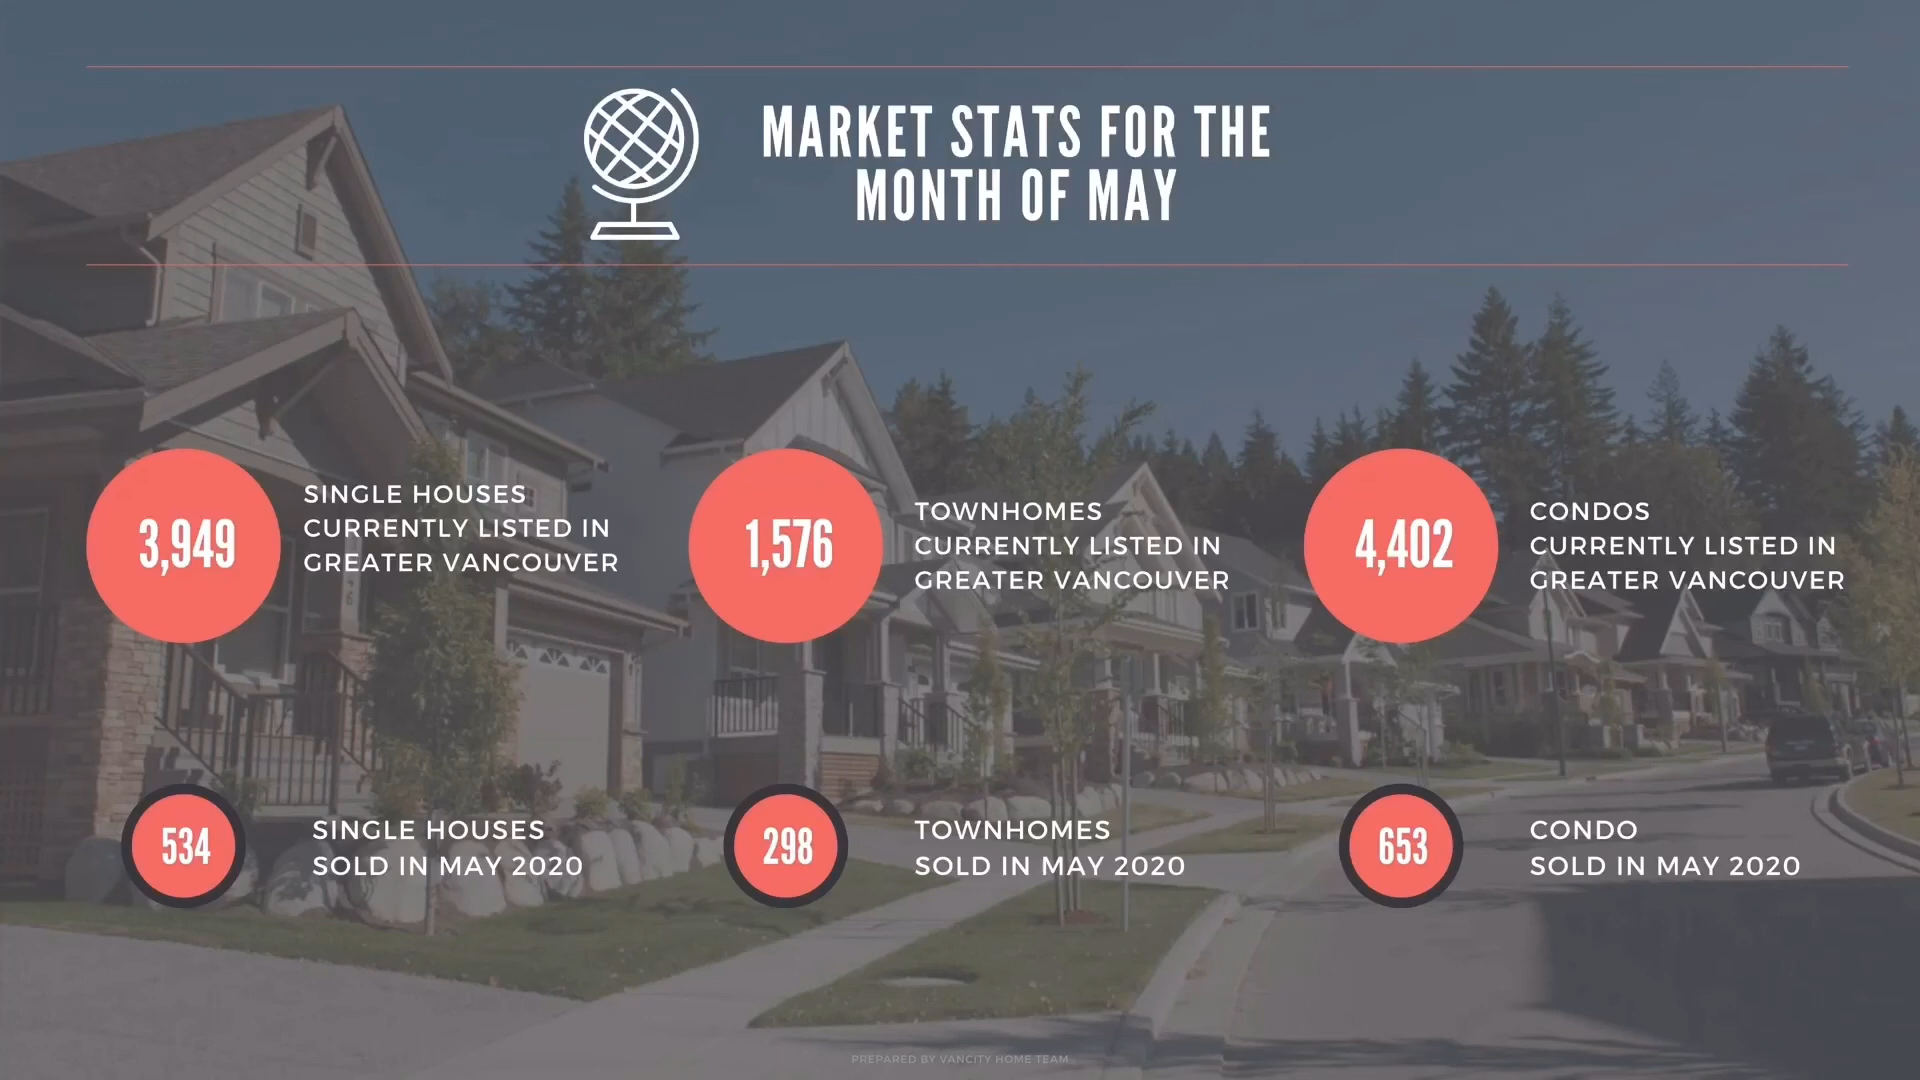 MARKET STATS FOR THE
MONTH OF MAY
3,949
SINGLE HOUSES
CURRENTLY LISTED IN
GREATER VANCOUVER
1,576
TOWNHOMES
CURRENTLY LISTED IN
GREATER VANCOUVER
4,402
CONDOS
CURRENTLY LISTED IN
GREATER VANCOUVER
534
SINGLE HOUSES
SOLD IN MAY 2020
298
TOWNHOMES
SOLD IN MAY 2020
653
CONDO
SOLD IN MAY 2020
PREPARED BY VANCITY HOME TEAM